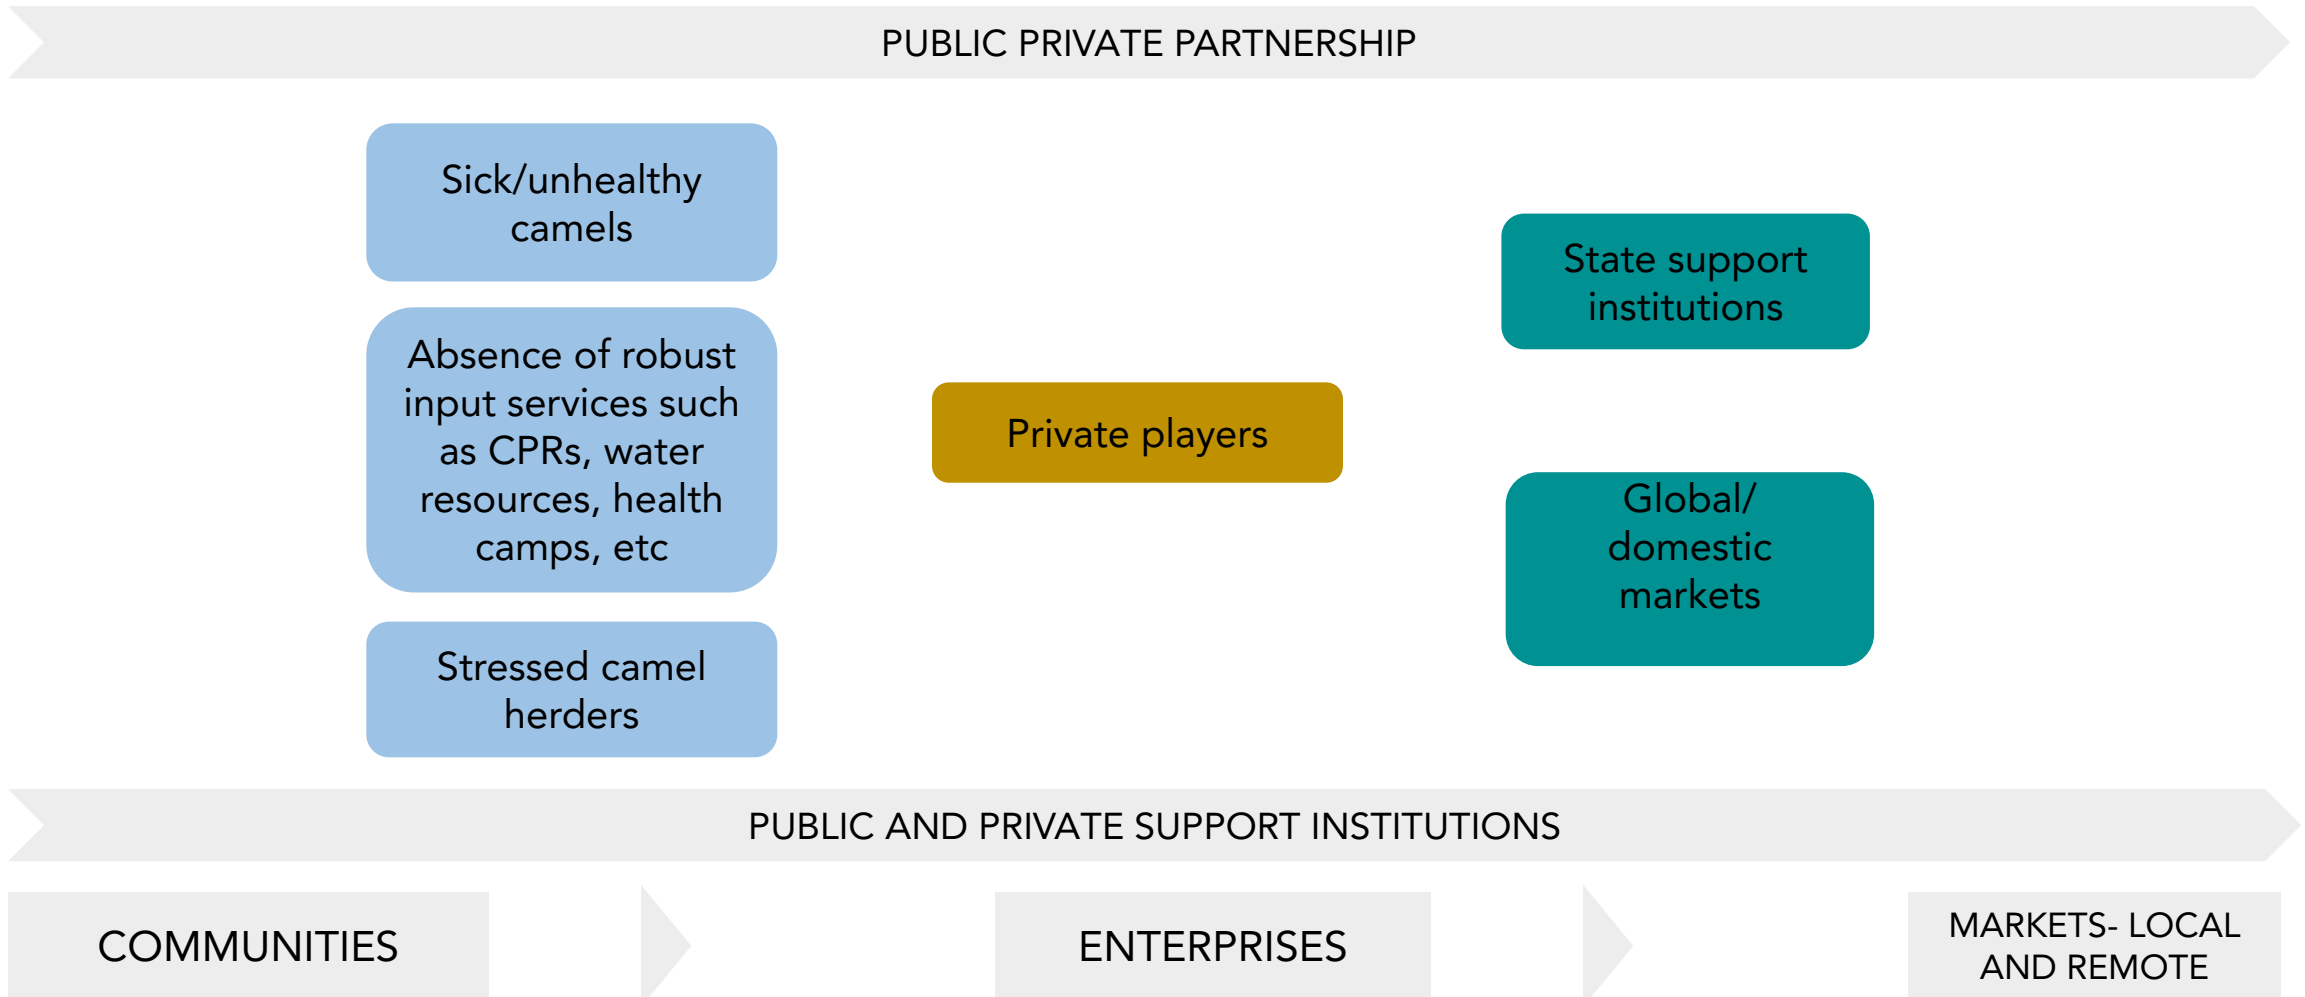 PUBLIC PRIVATE PARTNERSHIP
Sick/unhealthy
camels
Absence of robust
input services such
as CPRs, water
resources, health
camps, etc
Stressed camel
herders
Private players
State support
institutions
Global/
domestic
markets
PUBLIC AND PRIVATE SUPPORT INSTITUTIONS
COMMUNITIES
ENTERPRISES
MARKETS- LOCAL
AND REMOTE